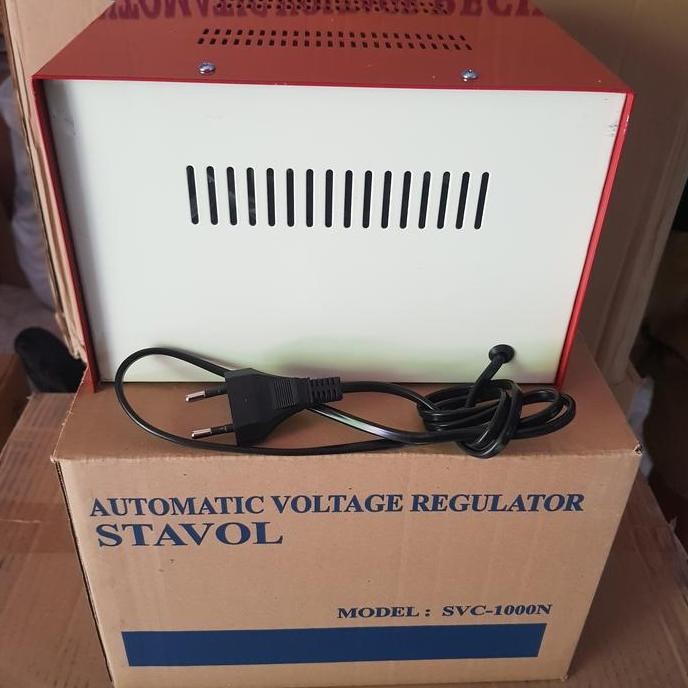 AUTOMATIC VOLTAGE REGULATOR
STAVOL
MODEL : SVC-1000N